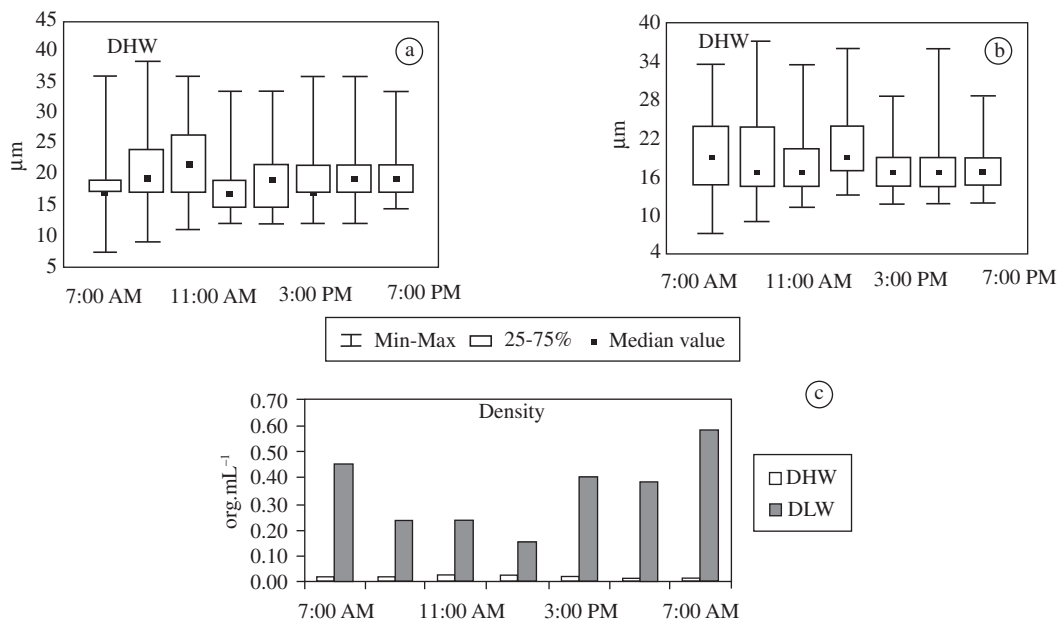 45
40
35
30
25
20
15
10
5
µm
DHW
a
7:00 AM 11:00 AM 3:00 PM 7:00 PM
40
34
28
22
16
10
4
µm
DHW
b
7:00 AM 11:00 AM 3:00 PM 7:00 PM
Min-Max 25-75% Median value
c
Density
0.70
0.60
0.50
0.40
0.30
0.20
0.10
0.00
org.mL⁻¹
7:00 AM 11:00 AM 3:00 PM 7:00 AM
DHW
DLW